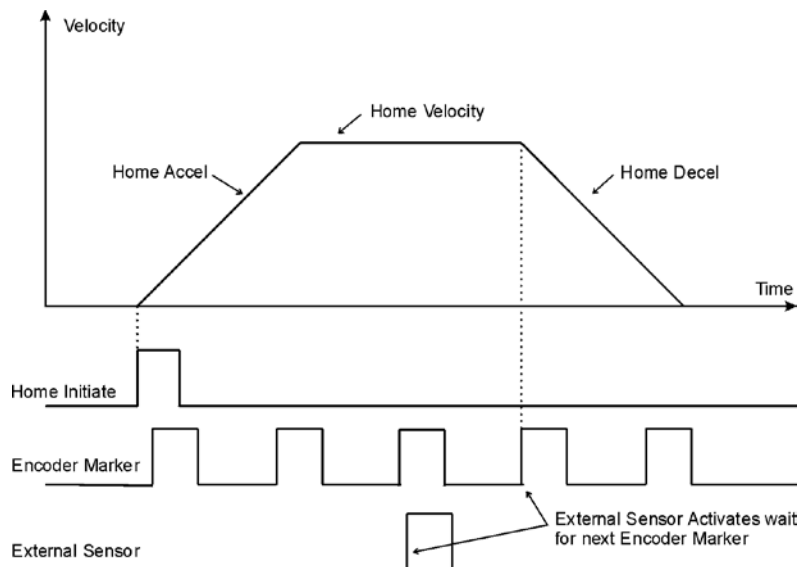 Velocity
Home Velocity
Home Accel
Home Decel
Time
Home Initiate
Encoder Marker
External Sensor Activates wait
for next Encoder Marker
External Sensor